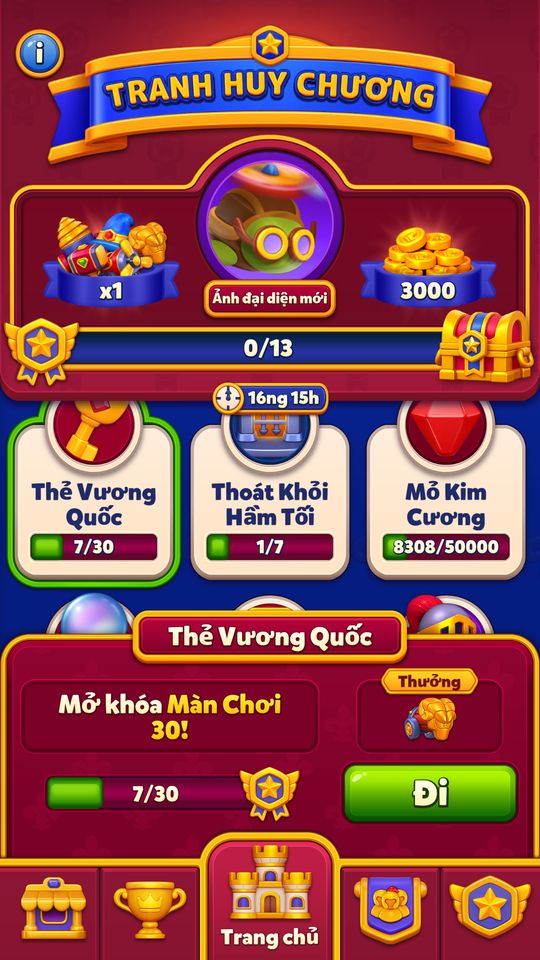 i
TRANH HUY CHƯƠNG
x1
3000
Ảnh đại diện mới
0/13
16ng 15h
Thẻ Vương
Quốc
7/30
Thoát Khỏi
Hầm Tối
1/7
Mỏ Kim
Cương
8308/50000
Thẻ Vương Quốc
Mở khóa Màn Chơi
30!
Thưởng
7/30
Đi
Trang chủ